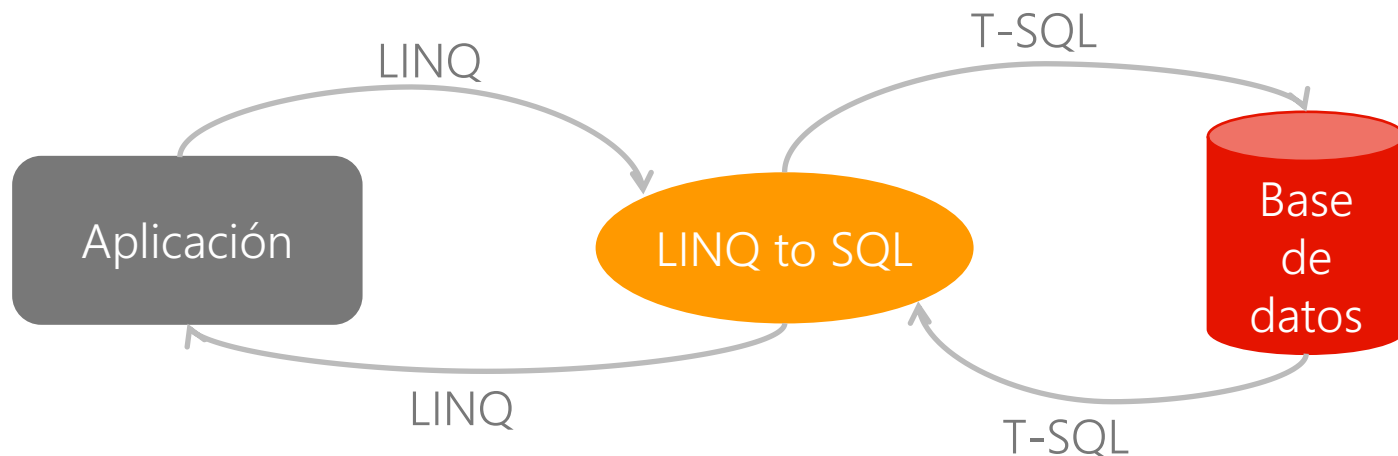 T-SQL
LINQ
Aplicación
LINQ to SQL
Base
de
datos
LINQ
T-SQL